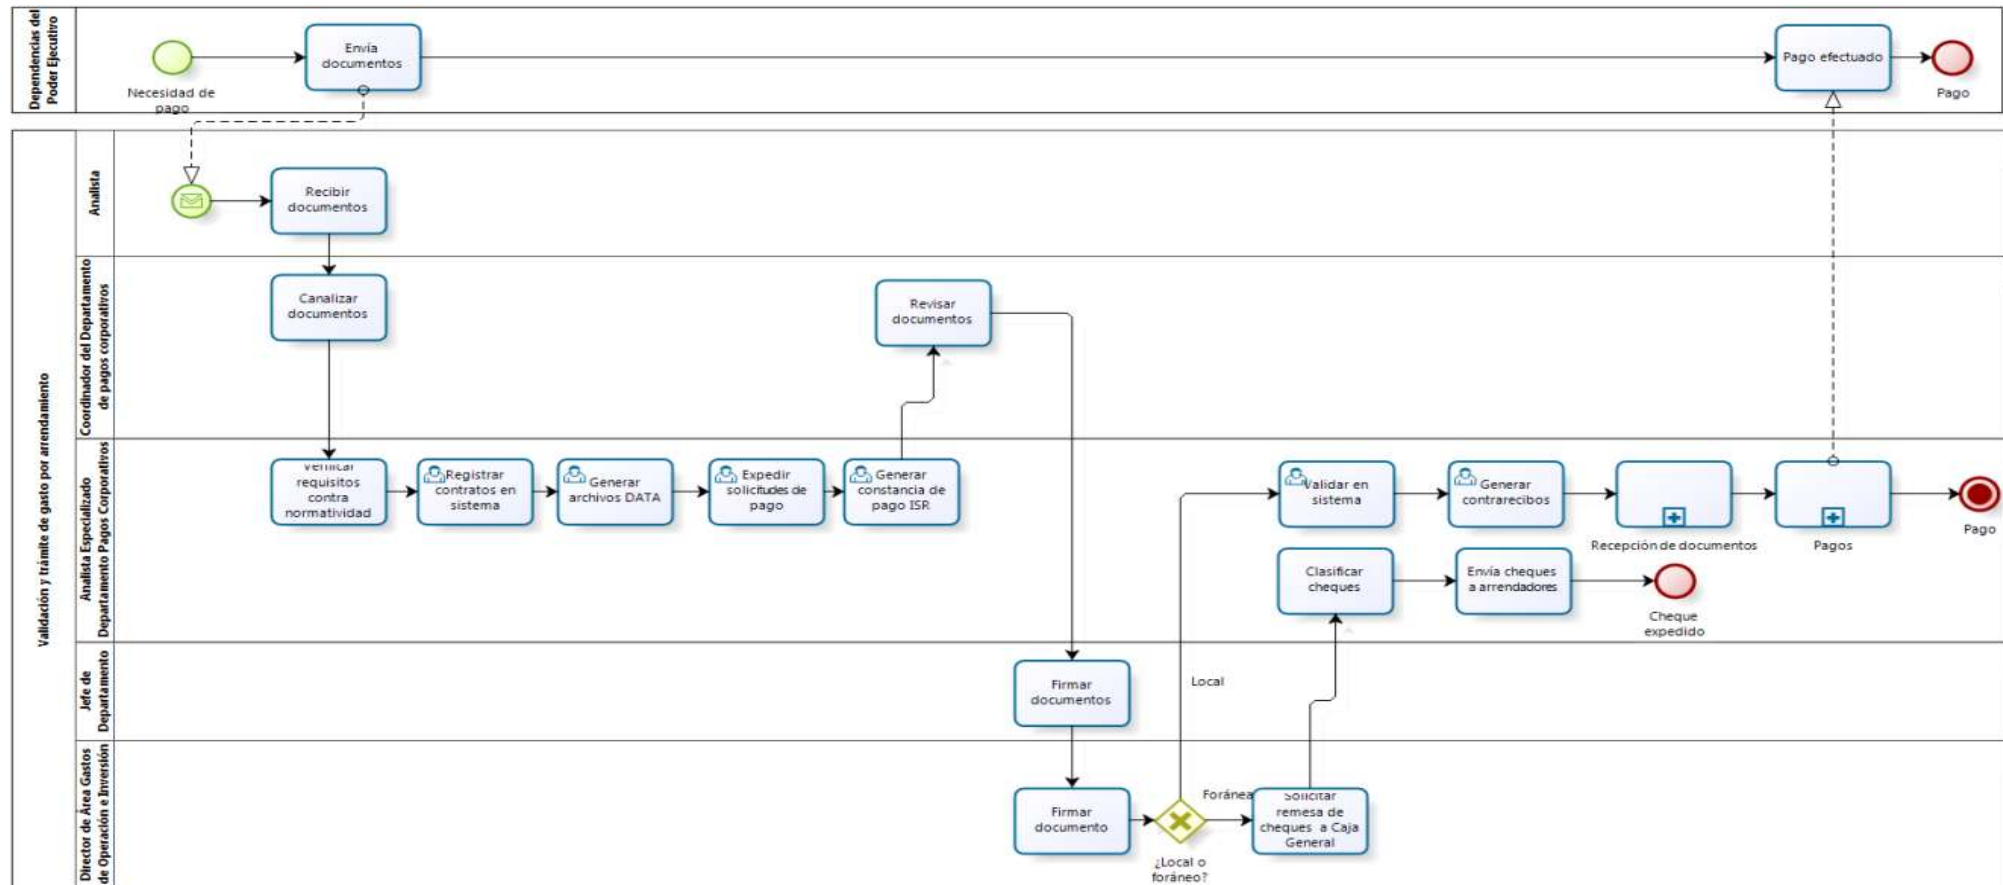 Dependencias del
Poder Ejecutivo
Necesidad de
pago
Envía
documentos
Pago efectuado
Pago
Validación y trámite de gasto por arrendamiento
Analista
Recibir
documentos
Coordinador del Departamento
de pagos corporativos
Canalizar
documentos
Revisar
documentos
Analista Especializado
Departamento Pagos Corporativos
Verificar
requisitos
contra
normatividad
Registrar
contratos en
sistema
Generar
archivos DATA
Expedir
solicitudes de
pago
Generar
constancia de
pago ISR
Validar en
sistema
Generar
contrarecibos
Recepción de documentos
Pagos
Pago
Clasificar
cheques
Envía cheques
a arrendadores
Cheque
expedido
Jefe de
Departamento
Firmar
documentos
Local
Director de Área Gastos
de Operación e Inversión
Firmar
documento
¿Local o
foráneo?
Foránea
Solicitar
remesa de
cheques a Caja
General